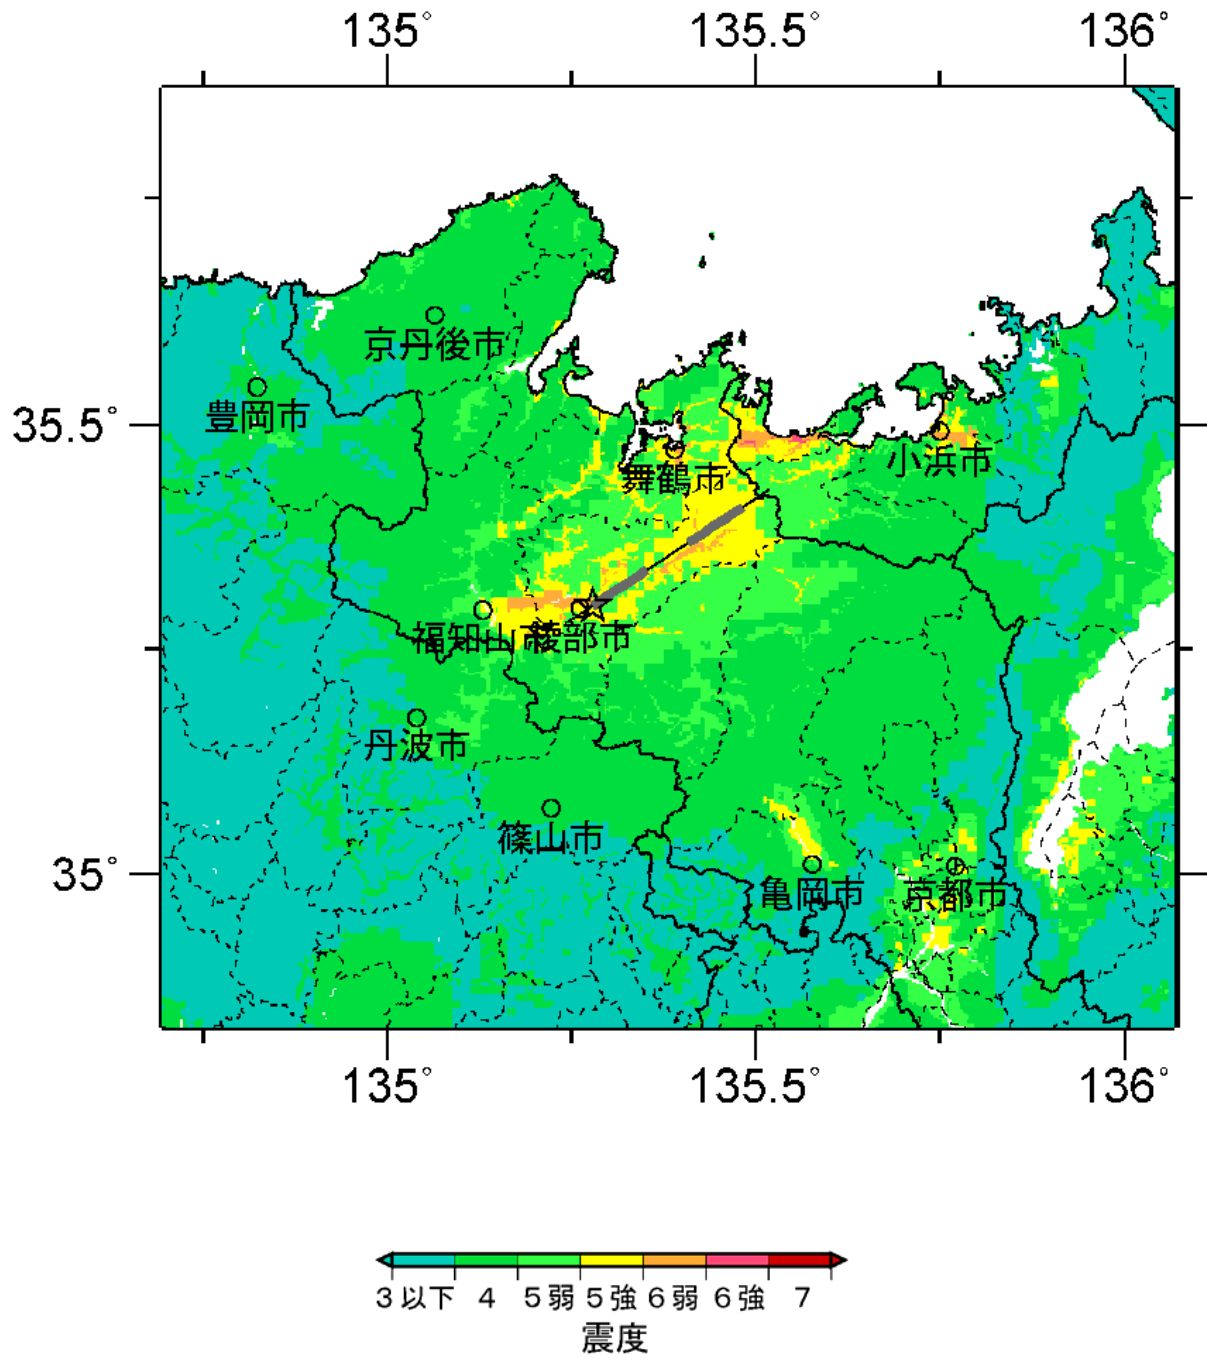 135° 135.5° 136°
京丹後市
豊岡市
35.5°
小浜市
舞鶴市
福知山市 綾部市
丹波市
篠山市
35°
亀岡市 京都市
135° 135.5° 136°
3以下 4 5弱 5強 6弱 6強 7
震度